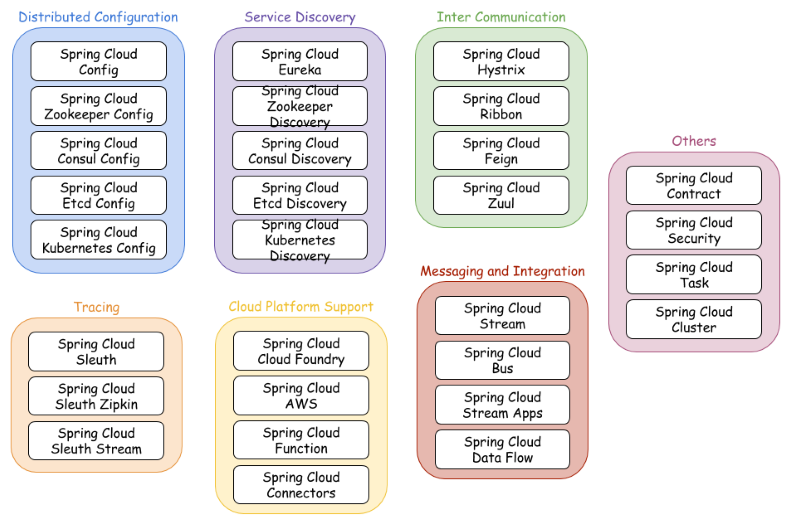 Distributed Configuration
Spring Cloud
Config
Spring Cloud
Zookeeper Config
Spring Cloud
Consul Config
Spring Cloud
Etcd Config
Spring Cloud
Kubernetes Config
Service Discovery
Spring Cloud
Eureka
Spring Cloud
Zookeeper
Discovery
Spring Cloud
Consul Discovery
Spring Cloud
Etcd Discovery
Spring Cloud
Kubernetes
Discovery
Inter Communication
Spring Cloud
Hystrix
Spring Cloud
Ribbon
Spring Cloud
Feign
Spring Cloud
Zuul
Others
Spring Cloud
Contract
Spring Cloud
Security
Spring Cloud
Task
Spring Cloud
Cluster
Tracing
Spring Cloud
Sleuth
Spring Cloud
Sleuth Zipkin
Spring Cloud
Sleuth Stream
Cloud Platform Support
Spring Cloud
Cloud Foundry
Spring Cloud
AWS
Spring Cloud
Function
Spring Cloud
Connectors
Messaging and Integration
Spring Cloud
Stream
Spring Cloud
Bus
Spring Cloud
Stream Apps
Spring Cloud
Data Flow